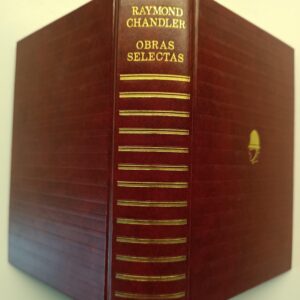 RAYMOND
CHANDLER
OBRAS
SELECTAS